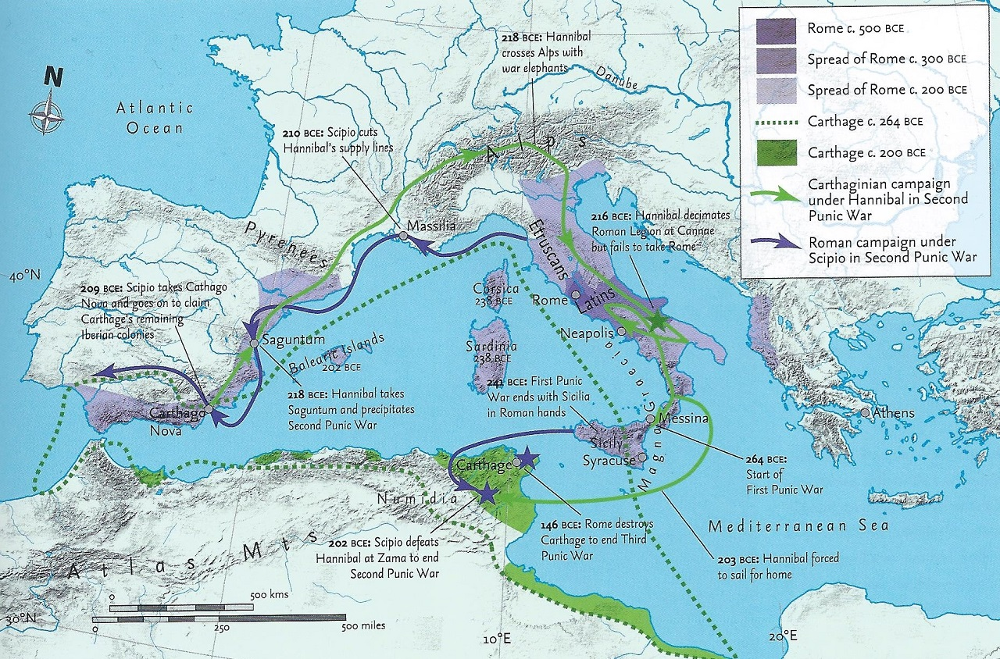 Rome c. 500 BCE
Spread of Rome c. 300 BCE
Spread of Rome c. 200 BCE
Carthage c. 264 BCE
Carthage c. 200 BCE
Carthaginian campaign
under Hannibal in Second
Punic War
Roman campaign under
Scipio in Second Punic War
N
Atlantic
Ocean
218 BCE: Hannibal
crosses Alps with
war elephants
Danube
210 BCE: Scipio cuts
Hannibal's supply lines
Alps
Massilia
Pyrenees
216 BCE: Hannibal decimates
Roman Legion at Cannae
but fails to take Rome
Etruscans
40°N
209 BCE: Scipio takes Cathago
Nova and goes on to claim
Carthage's remaining
Iberian colonies
Corsica
238 BCE
Rome
Latins
Neapolis
Saguntum
Balearic Islands
202 BCE
Sardinia
238 BCE
218 BCE: Hannibal takes
Saguntum and precipitates
Second Punic War
241 BCE: First Punic
War ends with Sicilia
in Roman hands
Magna Graecia
Carthago
Nova
Messina
Athens
Sicily
Syracuse
Carthage
264 BCE:
Start of
First Punic War
Numidia
146 BCE: Rome destroys
Carthage to end Third
Punic War
Mediterranean Sea
202 BCE: Scipio defeats
Hannibal at Zama to end
Second Punic War
203 BCE: Hannibal forced
to sail for home
Atlas Mts
0 500 kms
0 250 500 miles
30°N
10°E
20°E